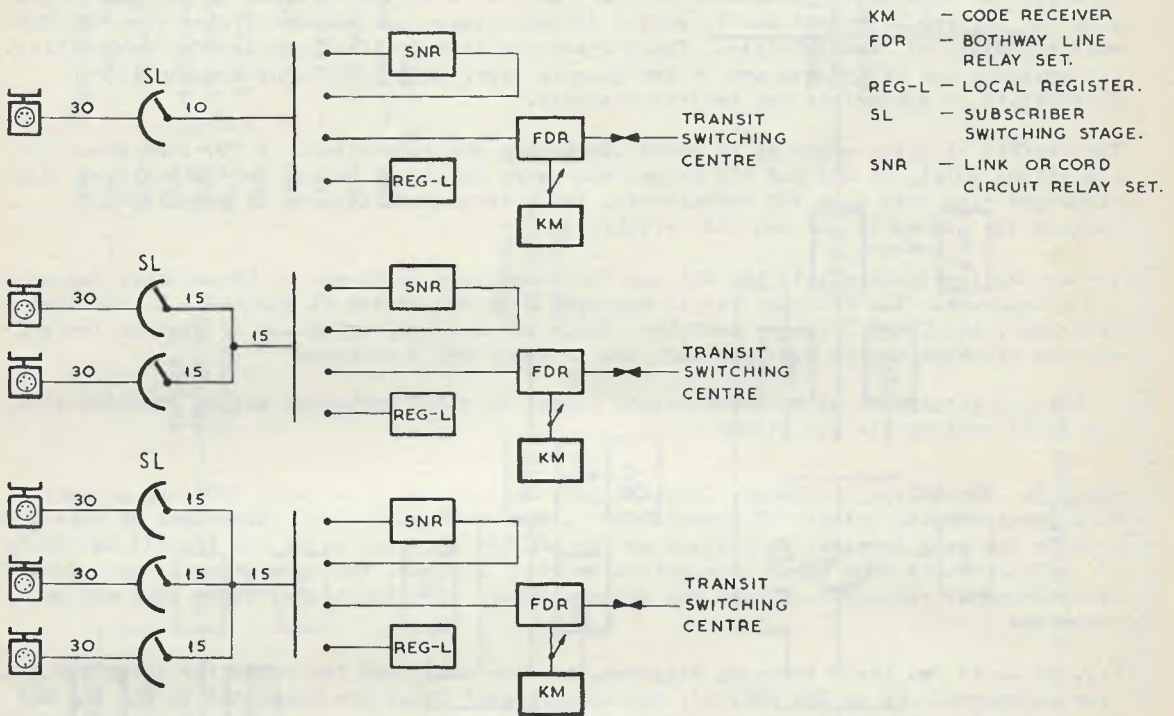 KM — CODE RECEIVER
FDR — BOTHWAY LINE
RELAY SET.
REG-L — LOCAL REGISTER.
SL — SUBSCRIBER
SWITCHING STAGE.
SNR — LINK OR CORD
CIRCUIT RELAY SET.
SL
30
10
SNR
FDR
TRANSIT
SWITCHING
CENTRE
REG-L
KM
SL
30
15
30
15
15
SNR
FDR
TRANSIT
SWITCHING
CENTRE
REG-L
KM
SL
30
15
30
15
15
30
15
SNR
FDR
TRANSIT
SWITCHING
CENTRE
REG-L
KM